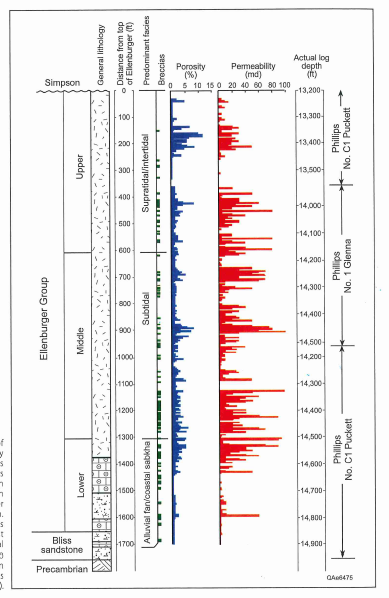 General lithology
Distance from top of Ellenburger (ft)
Predominant facies
Breccias
Porosity (%)
Permeability (md)
Actual log depth (ft)
Simpson
0 5 10 15
0 20 40 60 80 100
0
-100
-200
-300
-400
-500
-600
-700
-800
-900
-1000
-1100
-1200
-1300
-1400
-1600
-1700
Ellenburger Group
Upper
Middle
Lower
Bliss sandstone
Precambrian
Supratidal/intertidal
Subtidal
Alluvial fan/coastal sabkha
13,200
-13,300
-13,400
-13,500
-14,000
-14,100
-14,200
-14,300
-14,400
-14,500
-14,200
-14,300
-14,400
-14,500
-14,600
-14,700
-14,800
-14,900
Phillips No. C1 Puckett
Phillips No. 1 Glenna
Phillips No. C1 Puckett
QAe6475